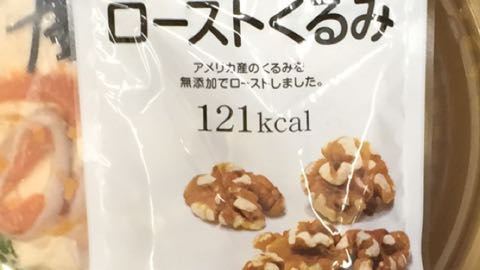 ローストくるみ
アメリカ産のくるみを
無添加でローストしました。
121kcal